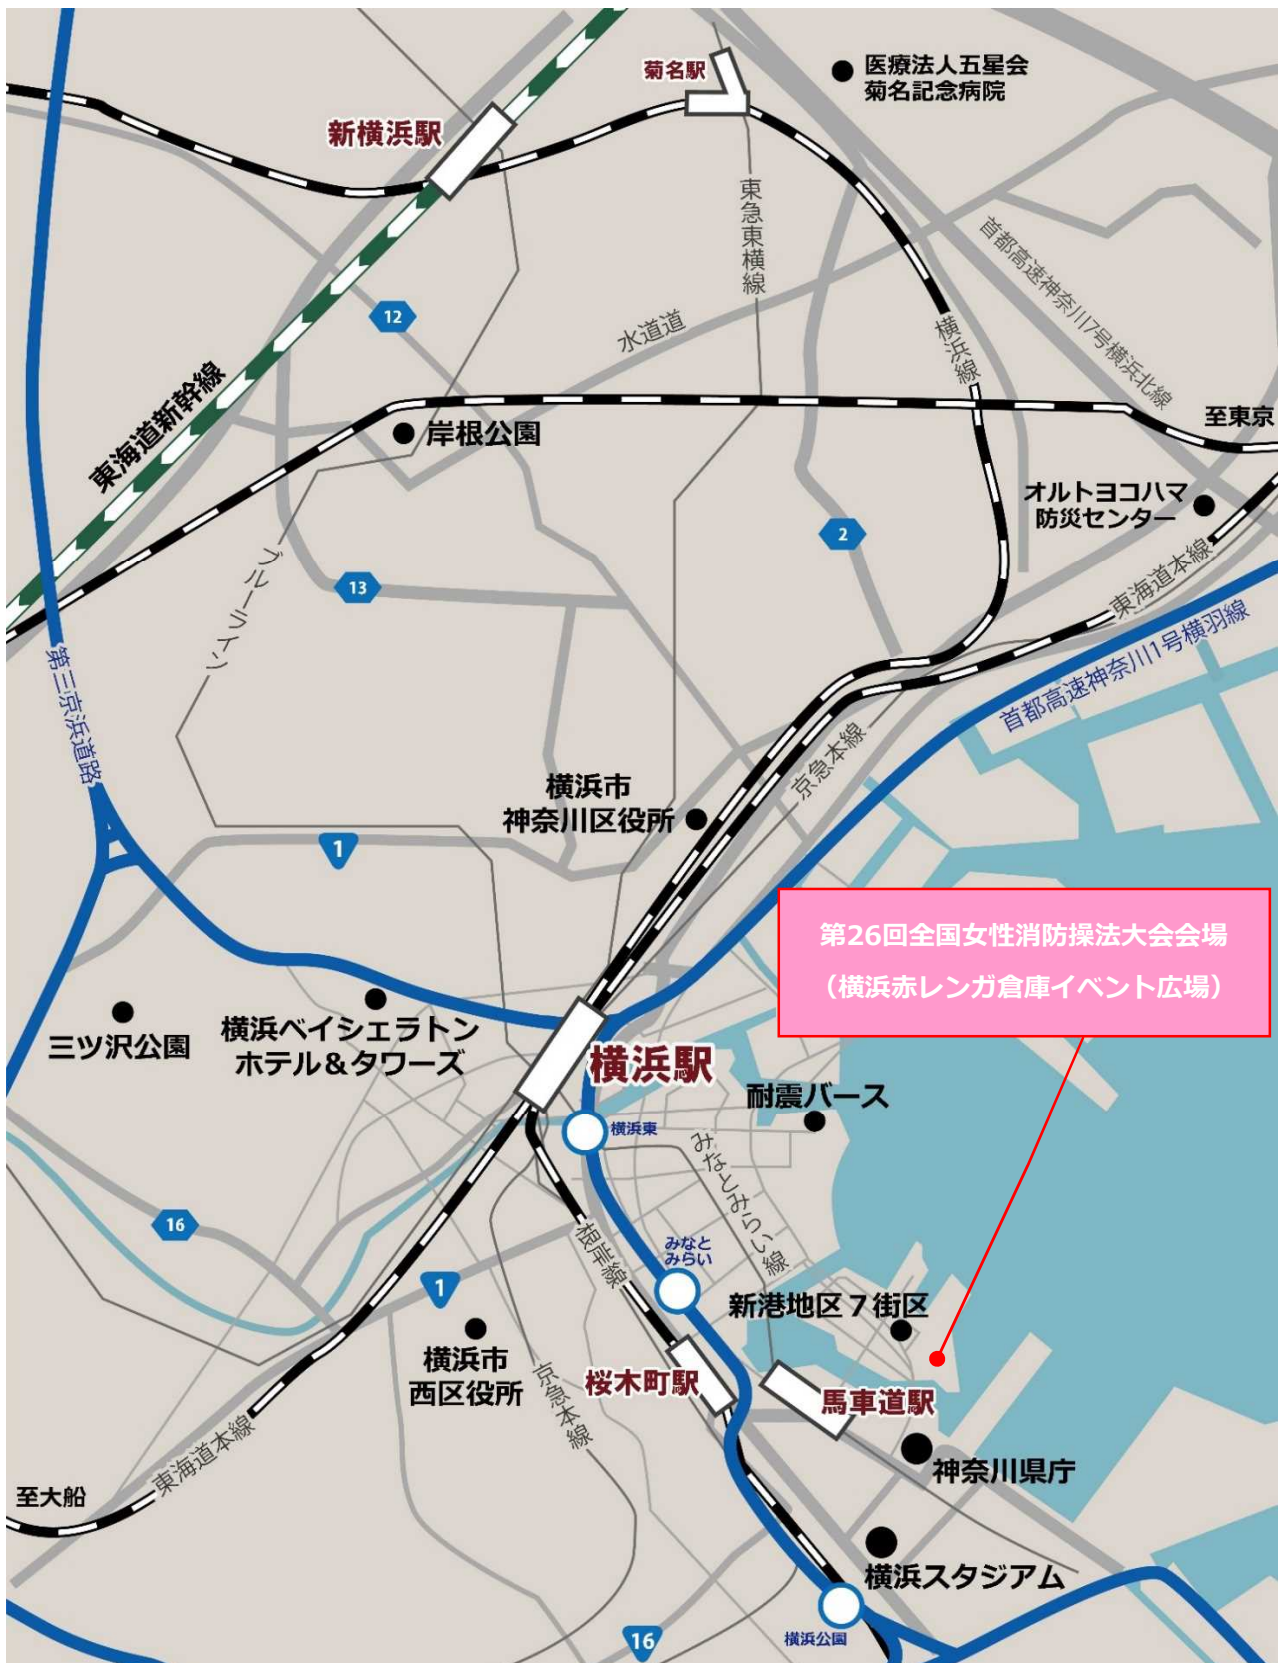 菊名駅
医療法人五星会
菊名記念病院
新横浜駅
東急東横線
首都高速神奈川7号横浜北線
12
水道道
横浜線
東海道新幹線
岸根公園
至東京
オルトヨコハマ
防災センター
2
ブルーライン
13
東海道本線
首都高速神奈川1号横羽線
第三京浜道路
京急本線
横浜市
神奈川区役所
1
第26回全国女性消防操法大会会場
（横浜赤レンガ倉庫イベント広場）
三ツ沢公園
横浜ベイシェラトン
ホテル＆タワーズ
横浜駅
耐震バース
横浜東
みなとみらい線
16
根岸線
みなと
みらい
1
新港地区７街区
横浜市
西区役所
京急本線
桜木町駅
馬車道駅
東海道本線
神奈川県庁
至大船
横浜スタジアム
16
横浜公園